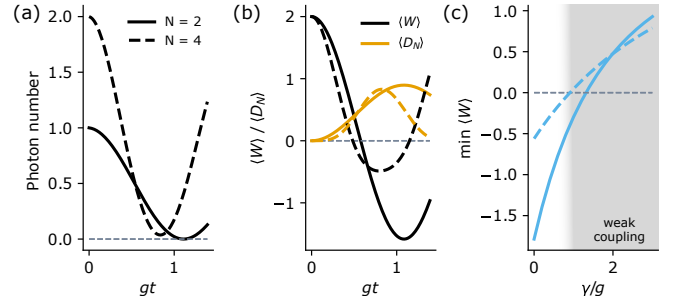 (a)
Photon number
2.0
1.5
1.0
0.5
0.0
0
1
gt
N = 2
N = 4
(b)
⟨W⟩ / ⟨D_N⟩
2
1
0
−1
0
1
gt
⟨W⟩
⟨D_N⟩
(c)
min ⟨W⟩
1.0
0.5
0.0
−0.5
−1.0
−1.5
0
2
γ/g
weak
coupling